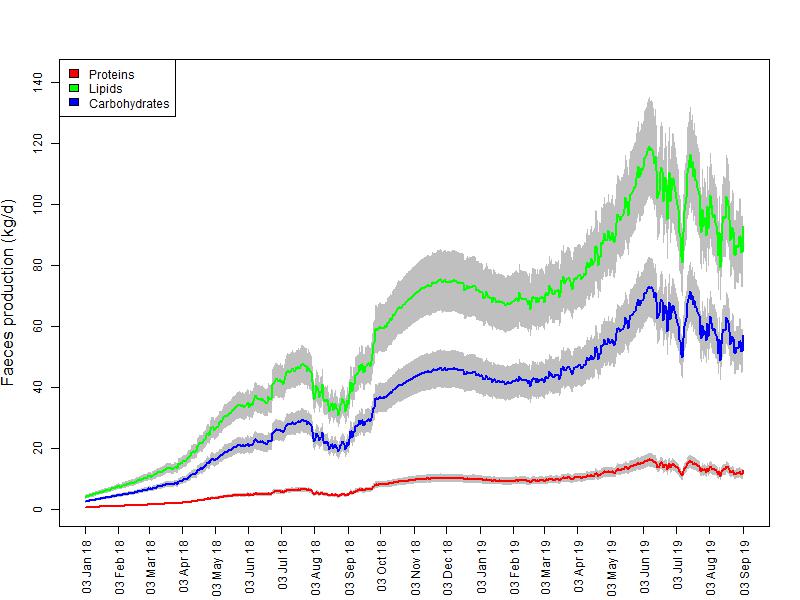 Proteins
Lipids
Carbohydrates
Faeces production (kg/d)
140
120
100
80
60
40
20
0
03 Jan 18
03 Feb 18
03 Mar 18
03 Apr 18
03 May 18
03 Jun 18
03 Jul 18
03 Aug 18
03 Sep 18
03 Oct 18
03 Nov 18
03 Dec 18
03 Jan 19
03 Feb 19
03 Mar 19
03 Apr 19
03 May 19
03 Jun 19
03 Jul 19
03 Aug 19
03 Sep 19